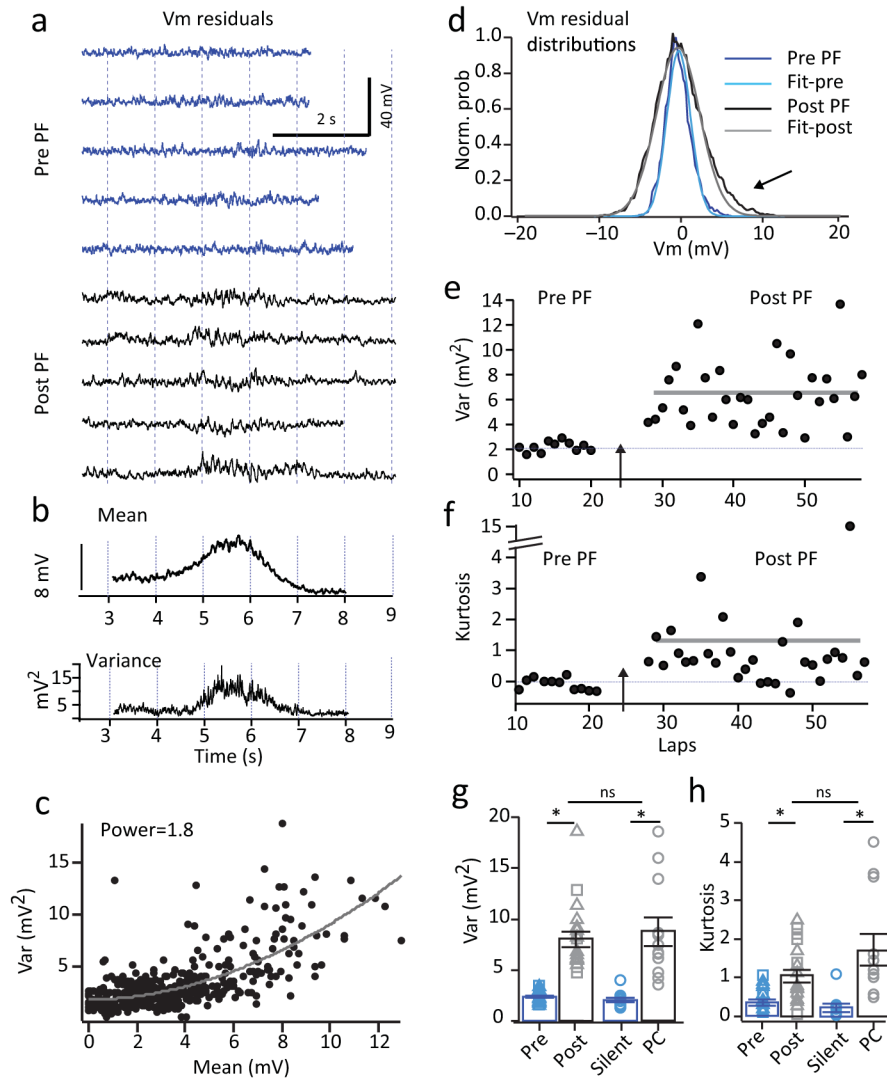 a
Vm residuals
Pre PF
2 s
40 mV
Post PF
b
Mean
8 mV
3 4 5 6 7 8 9
Variance
mV2
15
5
3 4 5 6 7 8 9
Time (s)
c
Power=1.8
Var (mV2)
15
10
5
0 2 4 6 8 10 12
Mean (mV)
d
Vm residual
distributions
Norm. prob
1.0
0.8
0.6
0.4
0.2
0.0
−20 −10 0 10 20
Vm (mV)
Pre PF
Fit-pre
Post PF
Fit-post
e
Pre PF Post PF
Var (mV2)
14
12
10
8
6
4
2
0
10 20 30 40 50
f
Pre PF Post PF
Kurtosis
15
4
3
2
1
0
10 20 30 40 50
Laps
g
ns
* *
Var (mV2)
20
15
10
5
0
Pre Post Silent PC
h
ns
* *
Kurtosis
5
4
3
2
1
0
Pre Post Silent PC